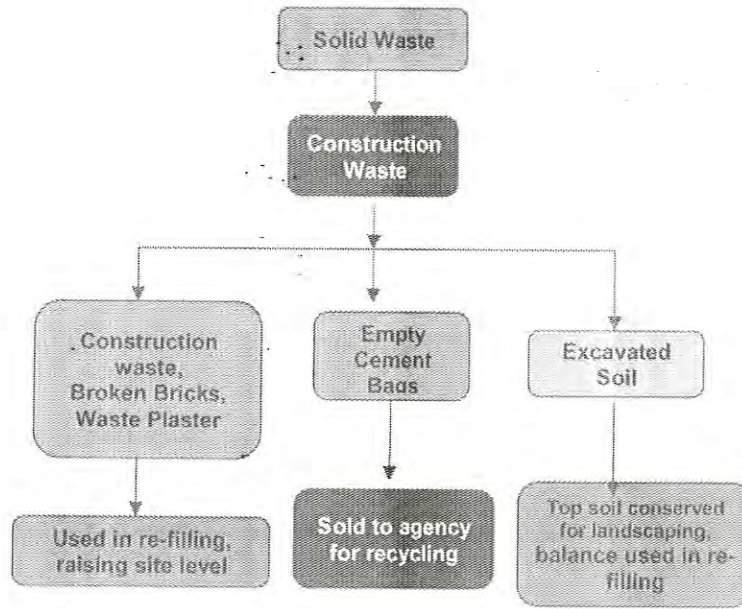 Solid Waste
Construction
Waste
Construction
waste,
Broken Bricks,
Waste Plaster
Empty
Cement
Bags
Excavated
Soil
Used in re-filling,
raising site level
Sold to agency
for recycling
Top soil conserved
for landscaping,
balance used in re-
filling